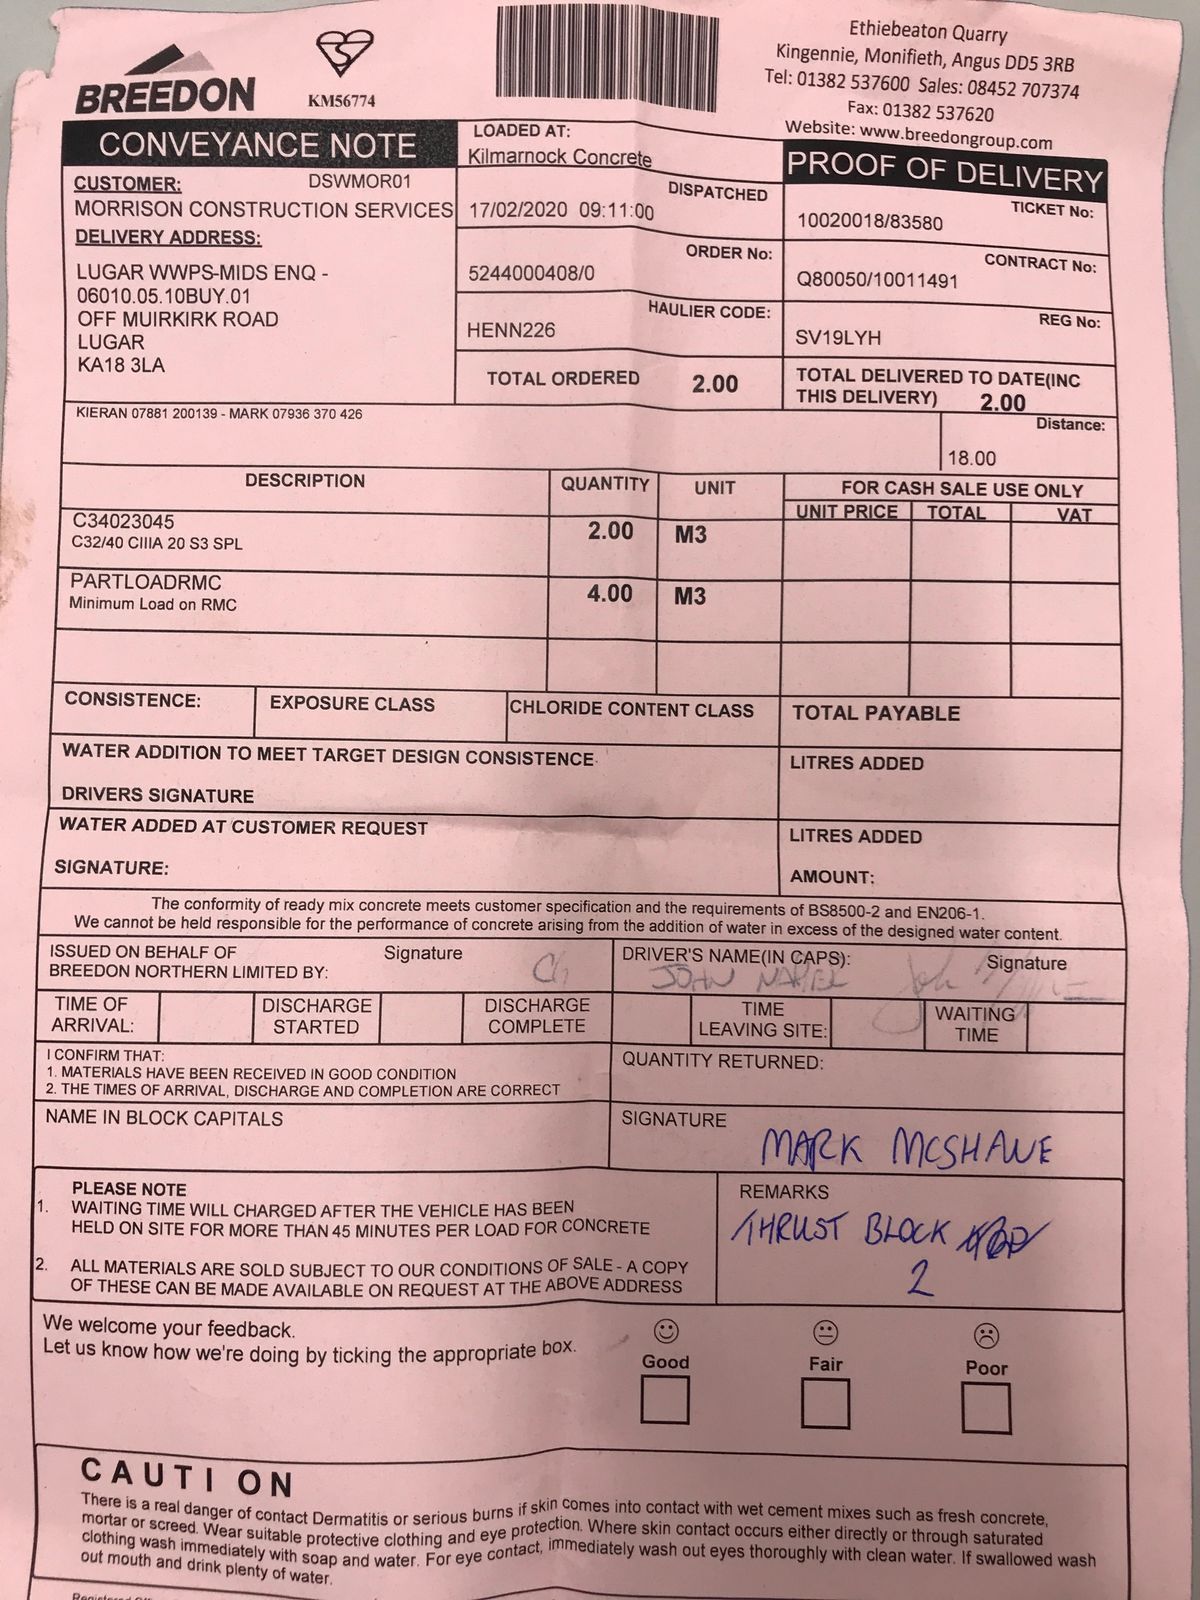 BREEDON
KM56774
Ethiebeaton Quarry
Kingennie, Monifieth, Angus DD5 3RB
Tel: 01382 537600 Sales: 08452 707374
Fax: 01382 537620
Website: www.breedongroup.com
CONVEYANCE NOTE
LOADED AT:
Kilmarnock Concrete
PROOF OF DELIVERY
CUSTOMER: DSWMOR01
MORRISON CONSTRUCTION SERVICES
DISPATCHED
17/02/2020 09:11:00
TICKET No:
10020018/83580
DELIVERY ADDRESS:
LUGAR WWPS-MIDS ENQ -
06010.05.10BUY.01
OFF MUIRKIRK ROAD
LUGAR
KA18 3LA
ORDER No:
5244000408/0
CONTRACT No:
Q80050/10011491
HAULIER CODE:
HENN226
REG No:
SV19LYH
TOTAL ORDERED 2.00
TOTAL DELIVERED TO DATE(INC
THIS DELIVERY) 2.00
KIERAN 07881 200139 - MARK 07936 370 426
Distance:
18.00
DESCRIPTION QUANTITY UNIT FOR CASH SALE USE ONLY
UNIT PRICE TOTAL VAT
C34023045 2.00 M3
C32/40 CIIIA 20 S3 SPL
PARTLOADRMC 4.00 M3
Minimum Load on RMC
CONSISTENCE: EXPOSURE CLASS CHLORIDE CONTENT CLASS TOTAL PAYABLE
WATER ADDITION TO MEET TARGET DESIGN CONSISTENCE LITRES ADDED
DRIVERS SIGNATURE
WATER ADDED AT CUSTOMER REQUEST LITRES ADDED
SIGNATURE: AMOUNT:
The conformity of ready mix concrete meets customer specification and the requirements of BS8500-2 and EN206-1.
We cannot be held responsible for the performance of concrete arising from the addition of water in excess of the designed water content.
ISSUED ON BEHALF OF Signature
BREEDON NORTHERN LIMITED BY:
DRIVER'S NAME(IN CAPS): Signature
JOHN
TIME OF
ARRIVAL:
DISCHARGE
STARTED
DISCHARGE
COMPLETE
TIME
LEAVING SITE:
WAITING
TIME
I CONFIRM THAT:
1. MATERIALS HAVE BEEN RECEIVED IN GOOD CONDITION
2. THE TIMES OF ARRIVAL, DISCHARGE AND COMPLETION ARE CORRECT
QUANTITY RETURNED:
NAME IN BLOCK CAPITALS
SIGNATURE
MARK MCSHANE
PLEASE NOTE
1. WAITING TIME WILL CHARGED AFTER THE VEHICLE HAS BEEN
HELD ON SITE FOR MORE THAN 45 MINUTES PER LOAD FOR CONCRETE
2. ALL MATERIALS ARE SOLD SUBJECT TO OUR CONDITIONS OF SALE - A COPY
OF THESE CAN BE MADE AVAILABLE ON REQUEST AT THE ABOVE ADDRESS
REMARKS
THRUST BLOCK
2
We welcome your feedback.
Let us know how we're doing by ticking the appropriate box.
Good Fair Poor
CAUTION
There is a real danger of contact Dermatitis or serious burns if skin comes into contact with wet cement mixes such as fresh concrete,
mortar or screed. Wear suitable protective clothing and eye protection. Where skin contact occurs either directly or through saturated
clothing wash immediately with soap and water. For eye contact, immediately wash out eyes thoroughly with clean water. If swallowed wash
out mouth and drink plenty of water.